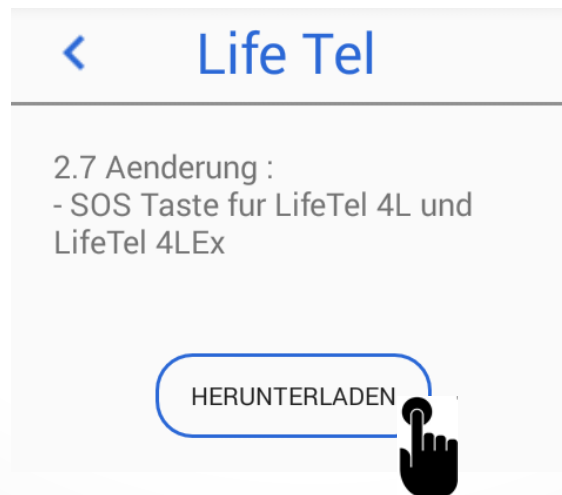 Life Tel
2.7 Aenderung :
- SOS Taste fur LifeTel 4L und
LifeTel 4LEx
HERUNTERLADEN